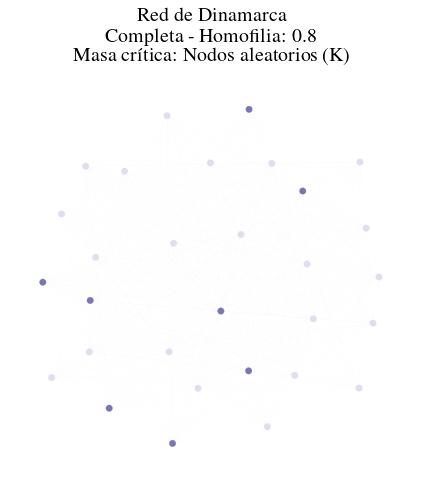 Red de Dinamarca
Completa - Homofilia: 0.8
Masa crítica: Nodos aleatorios (K)